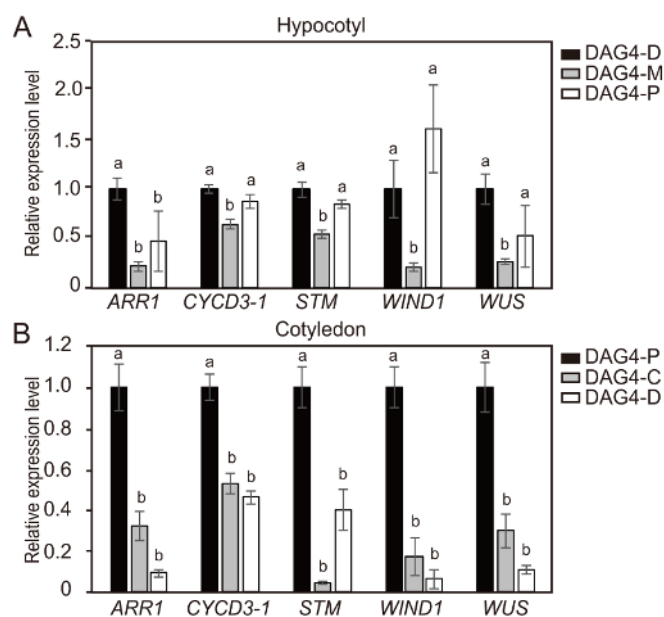 A Hypocotyl
2.5
2.0
1.5
1.0
0.5
0
Relative expression level
DAG4-D
DAG4-M
DAG4-P
a b b
a b a
a b a
a b a
a b a
ARR1 CYCD3-1 STM WIND1 WUS
B Cotyledon
1.2
1.0
0.8
0.6
0.4
0.2
0
Relative expression level
DAG4-P
DAG4-C
DAG4-D
a b b
a b b
a b b
a b b
a b b
ARR1 CYCD3-1 STM WIND1 WUS